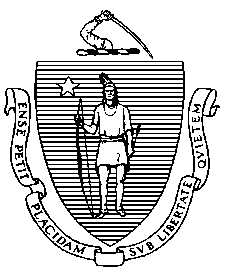 ENSE PETIT
PLACIDAM
SVB LIBERTATE
QVIETEM